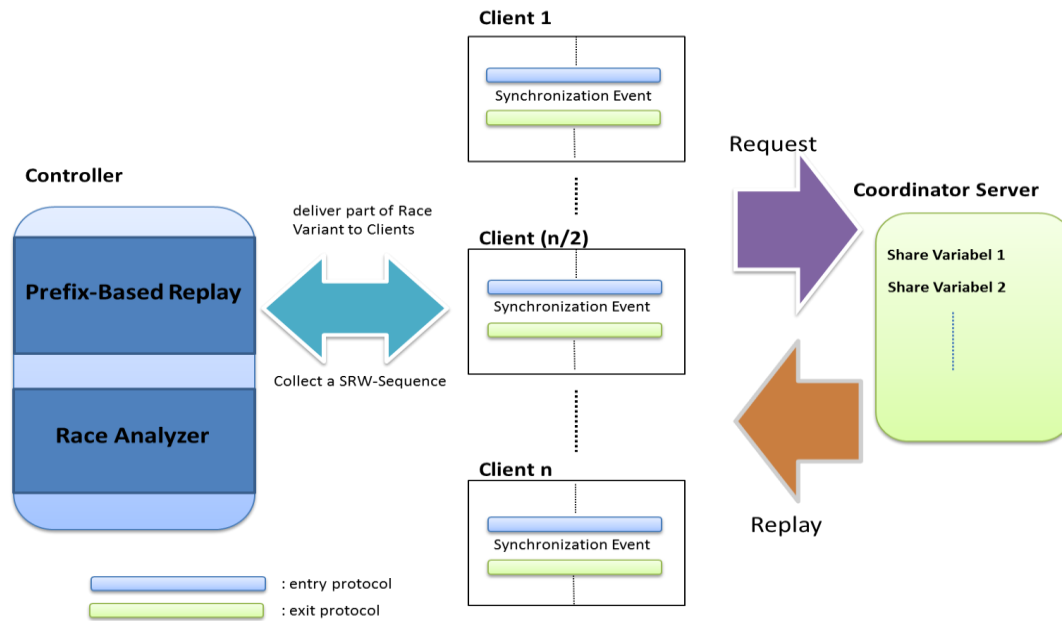 Client 1
Synchronization Event
Request
Controller
Coordinator Server
deliver part of Race
Variant to Clients
Client (n/2)
Share Variabel 1
Prefix-Based Replay
Share Variabel 2
Synchronization Event
Collect a SRW-Sequence
Race Analyzer
Client n
Replay
Synchronization Event
: entry protocol
: exit protocol